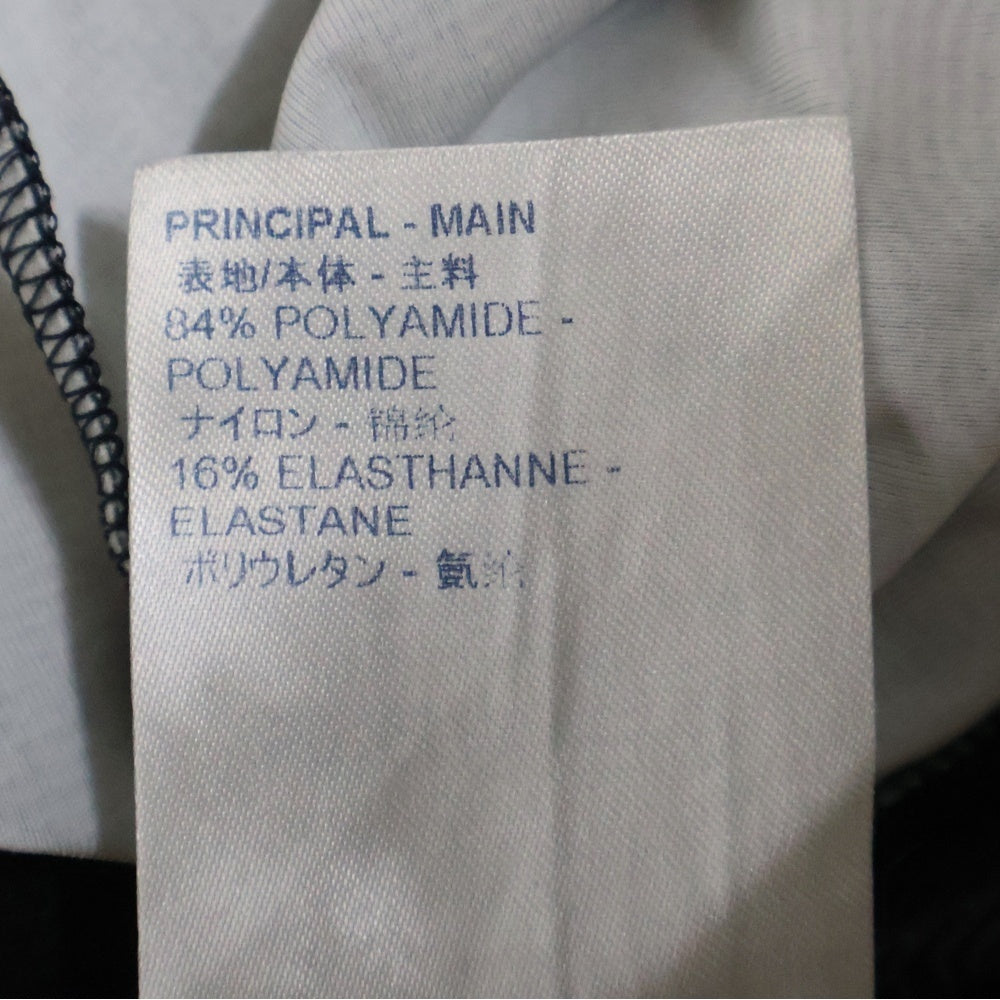 PRINCIPAL - MAIN
表地/本体 - 主料
84% POLYAMIDE -
POLYAMIDE
ナイロン - 锦纶
16% ELASTHANNE -
ELASTANE
ポリウレタン - 氨纶